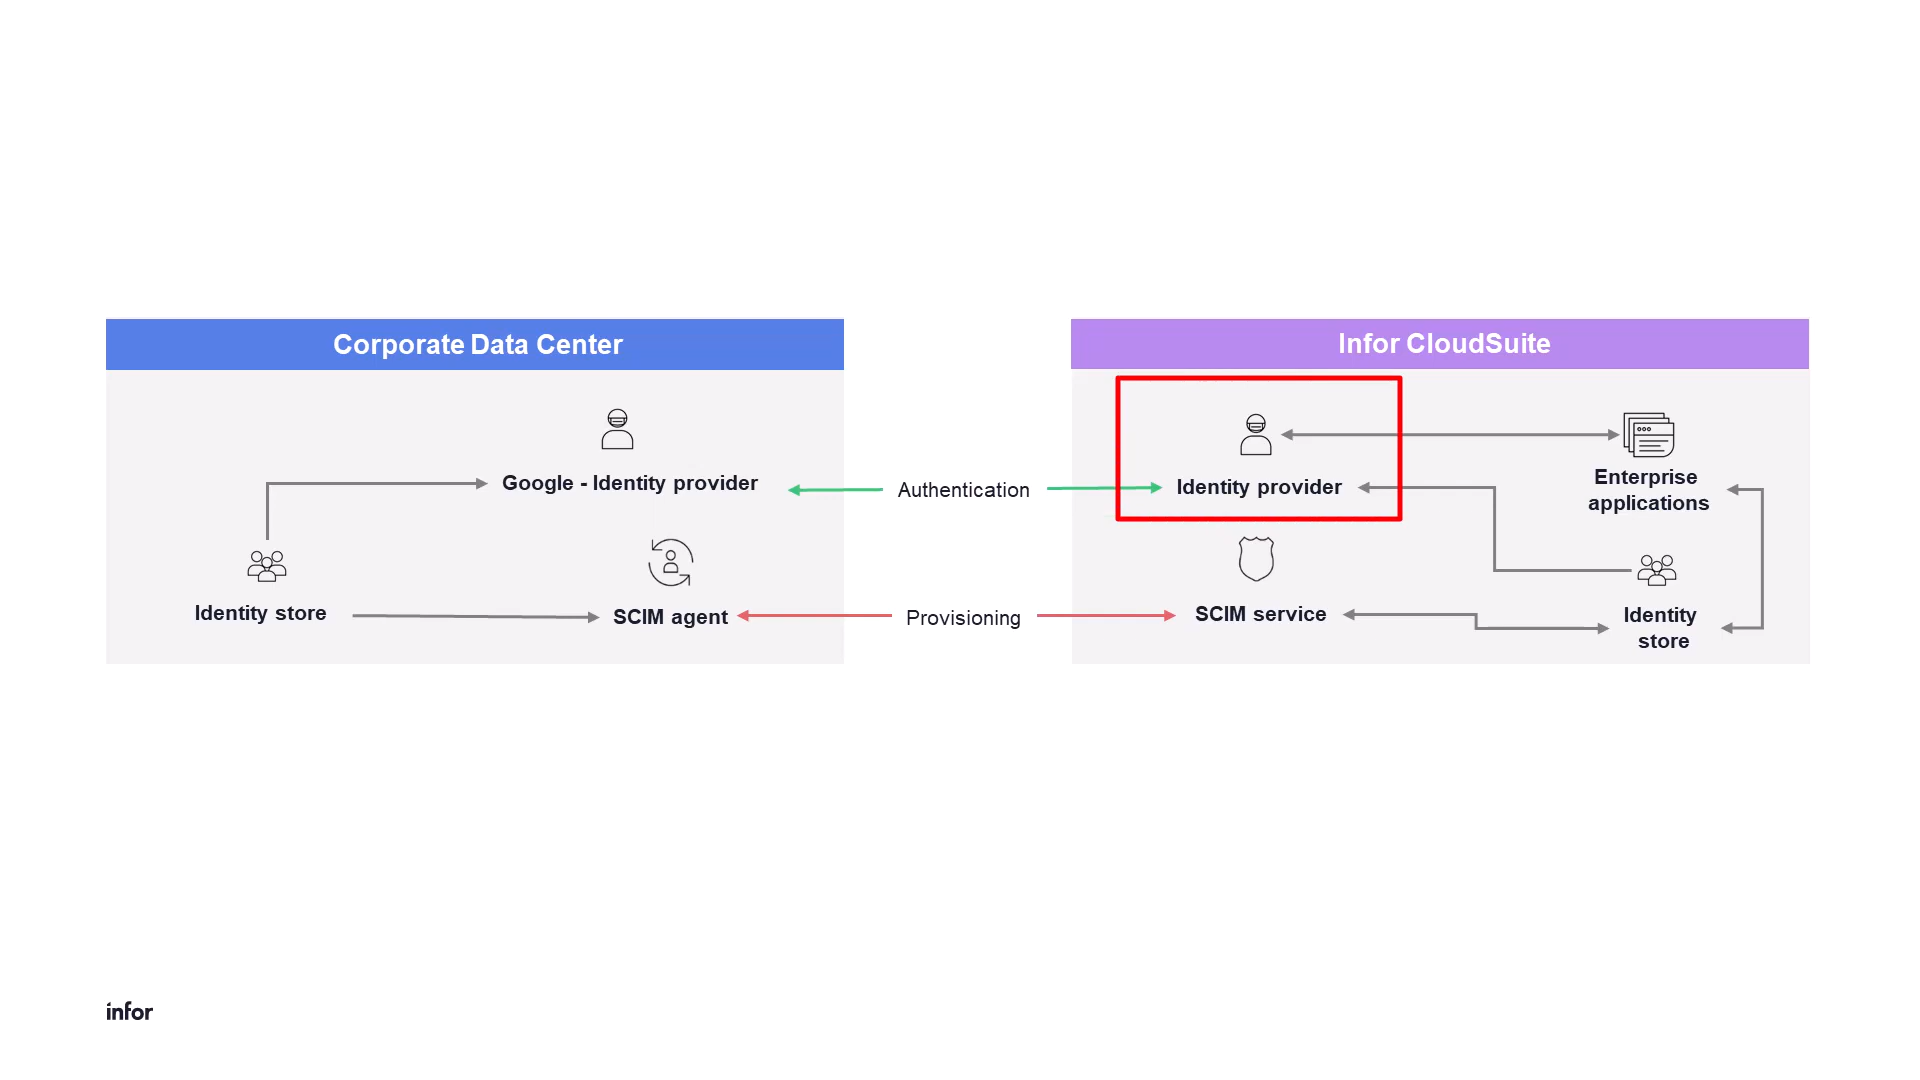 Corporate Data Center
Infor CloudSuite
Google - Identity provider
Authentication
Identity provider
Enterprise
applications
Identity store
SCIM agent
Provisioning
SCIM service
Identity
store
infor